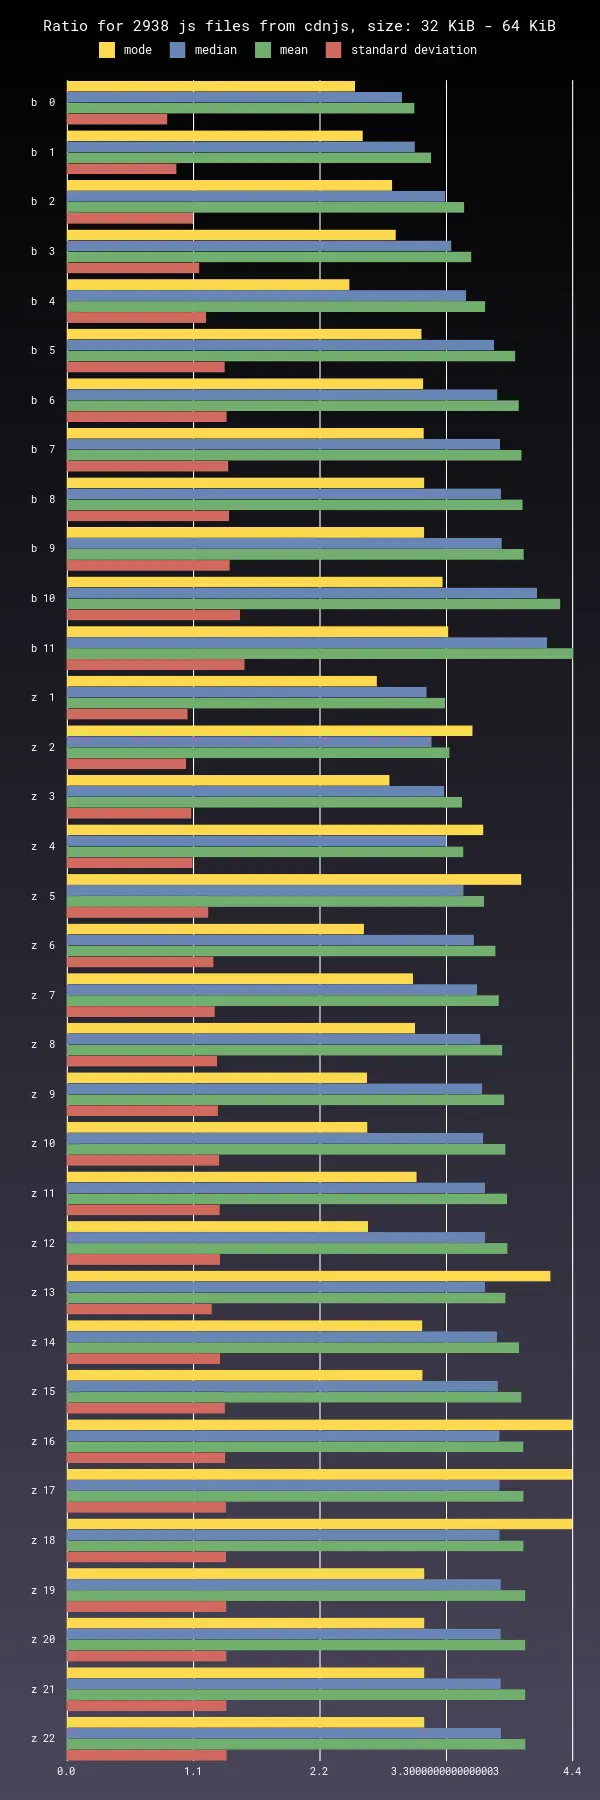 Ratio for 2938 js files from cdnjs, size: 32 KiB - 64 KiB
mode median mean standard deviation
b 0
b 1
b 2
b 3
b 4
b 5
b 6
b 7
b 8
b 9
b 10
b 11
z 1
z 2
z 3
z 4
z 5
z 6
z 7
z 8
z 9
z 10
z 11
z 12
z 13
z 14
z 15
z 16
z 17
z 18
z 19
z 20
z 21
z 22
0.0 1.1 2.2 3.3000000000000003 4.4